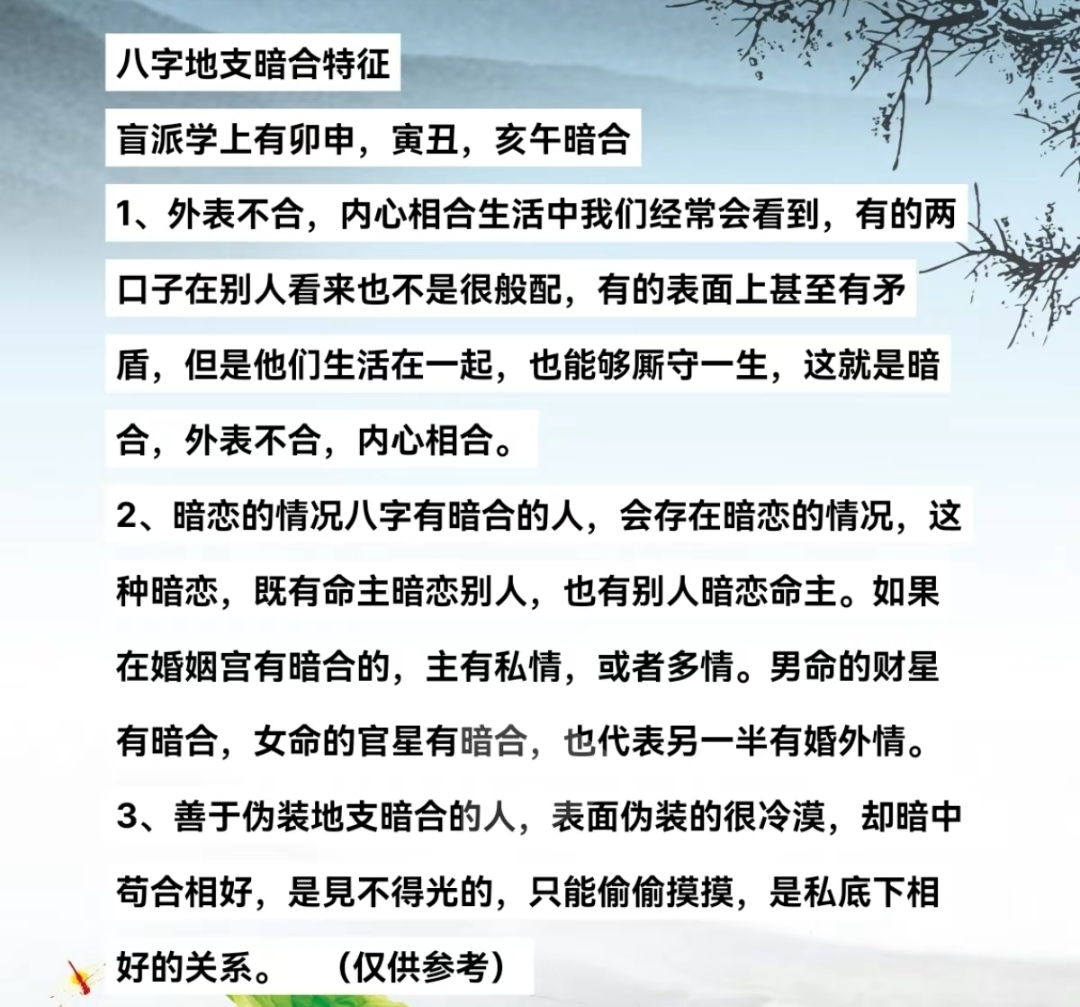 八字地支暗合特征
盲派学上有卯申，寅丑，亥午暗合
1、外表不合，内心相合生活中我们经常会看到，有的两
口子在别人看来也不是很般配，有的表面上甚至有矛
盾，但是他们生活在一起，也能够厮守一生，这就是暗
合，外表不合，内心相合。
2、暗恋的情况八字有暗合的人，会存在暗恋的情况，这
种暗恋，既有命主暗恋别人，也有别人暗恋命主。如果
在婚姻宫有暗合的，主有私情，或者多情。男命的财星
有暗合，女命的官星有暗合，也代表另一半有婚外情。
3、善于伪装地支暗合的人，表面伪装的很冷漠，却暗中
苟合相好，是見不得光的，只能偷偷摸摸，是私底下相
好的关系。 （仅供参考）